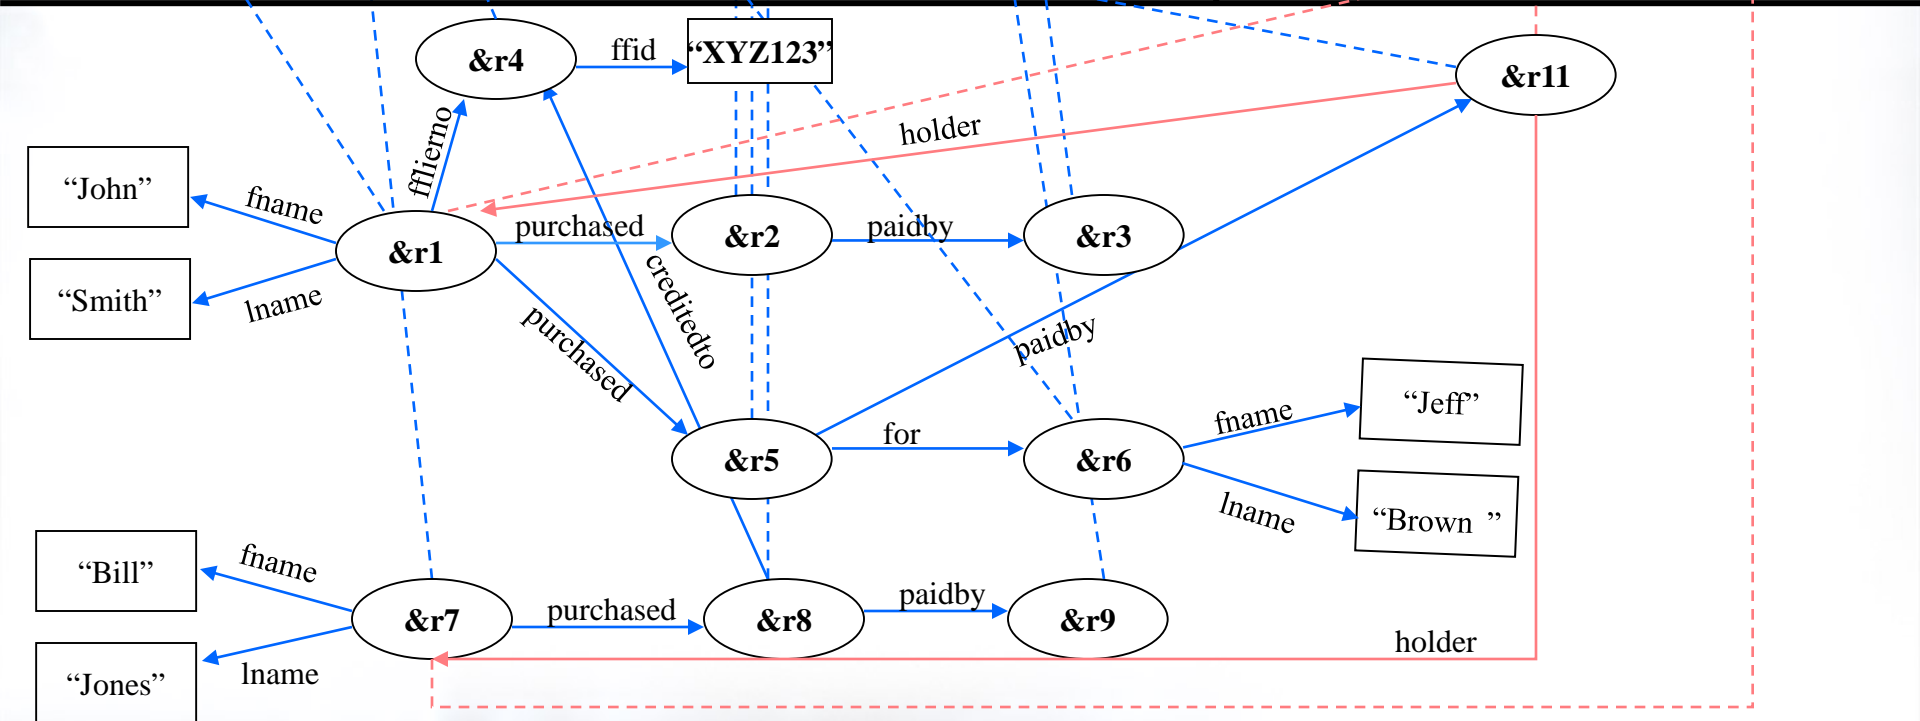 &r4
ffid
“XYZ123”
&r11
fflierno
holder
“John”
fname
purchased
&r2
paidby
&r3
&r1
“Smith”
lname
creditedto
purchased
paidby
“Jeff”
fname
for
&r5
&r6
lname
“Brown ”
“Bill”
fname
&r7
purchased
&r8
paidby
&r9
holder
“Jones”
lname